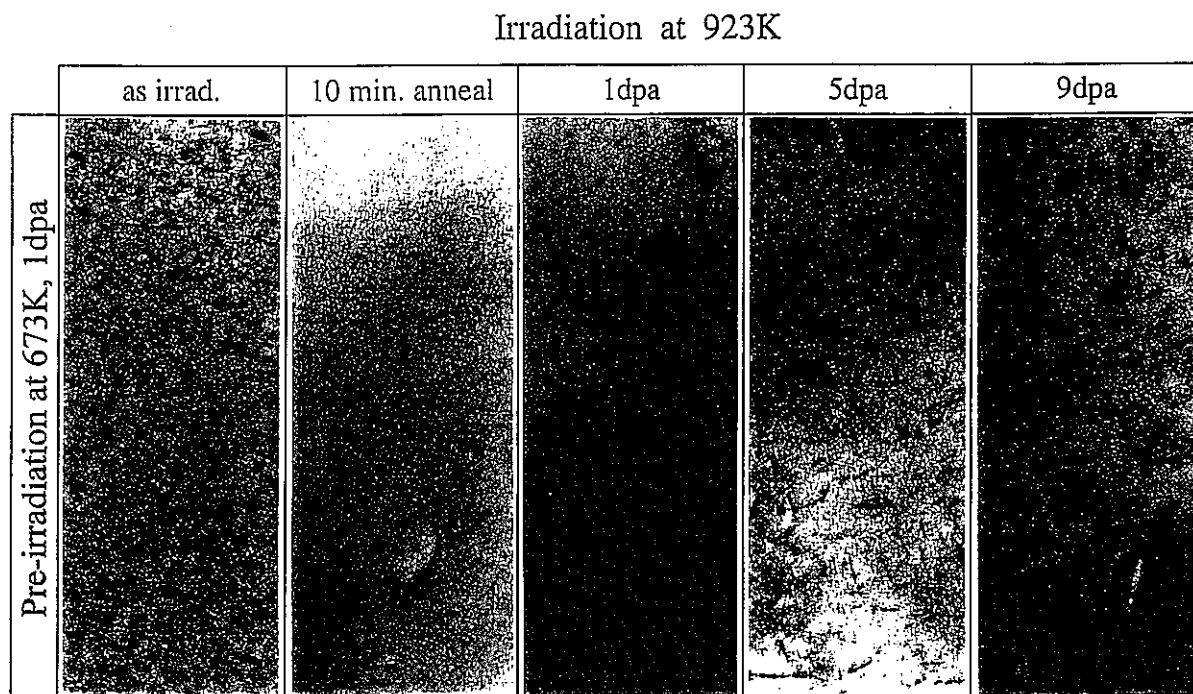 Irradiation at 923K
as irrad.
10 min. anneal
1dpa
5dpa
9dpa
Pre-irradiation at 673K, 1dpa